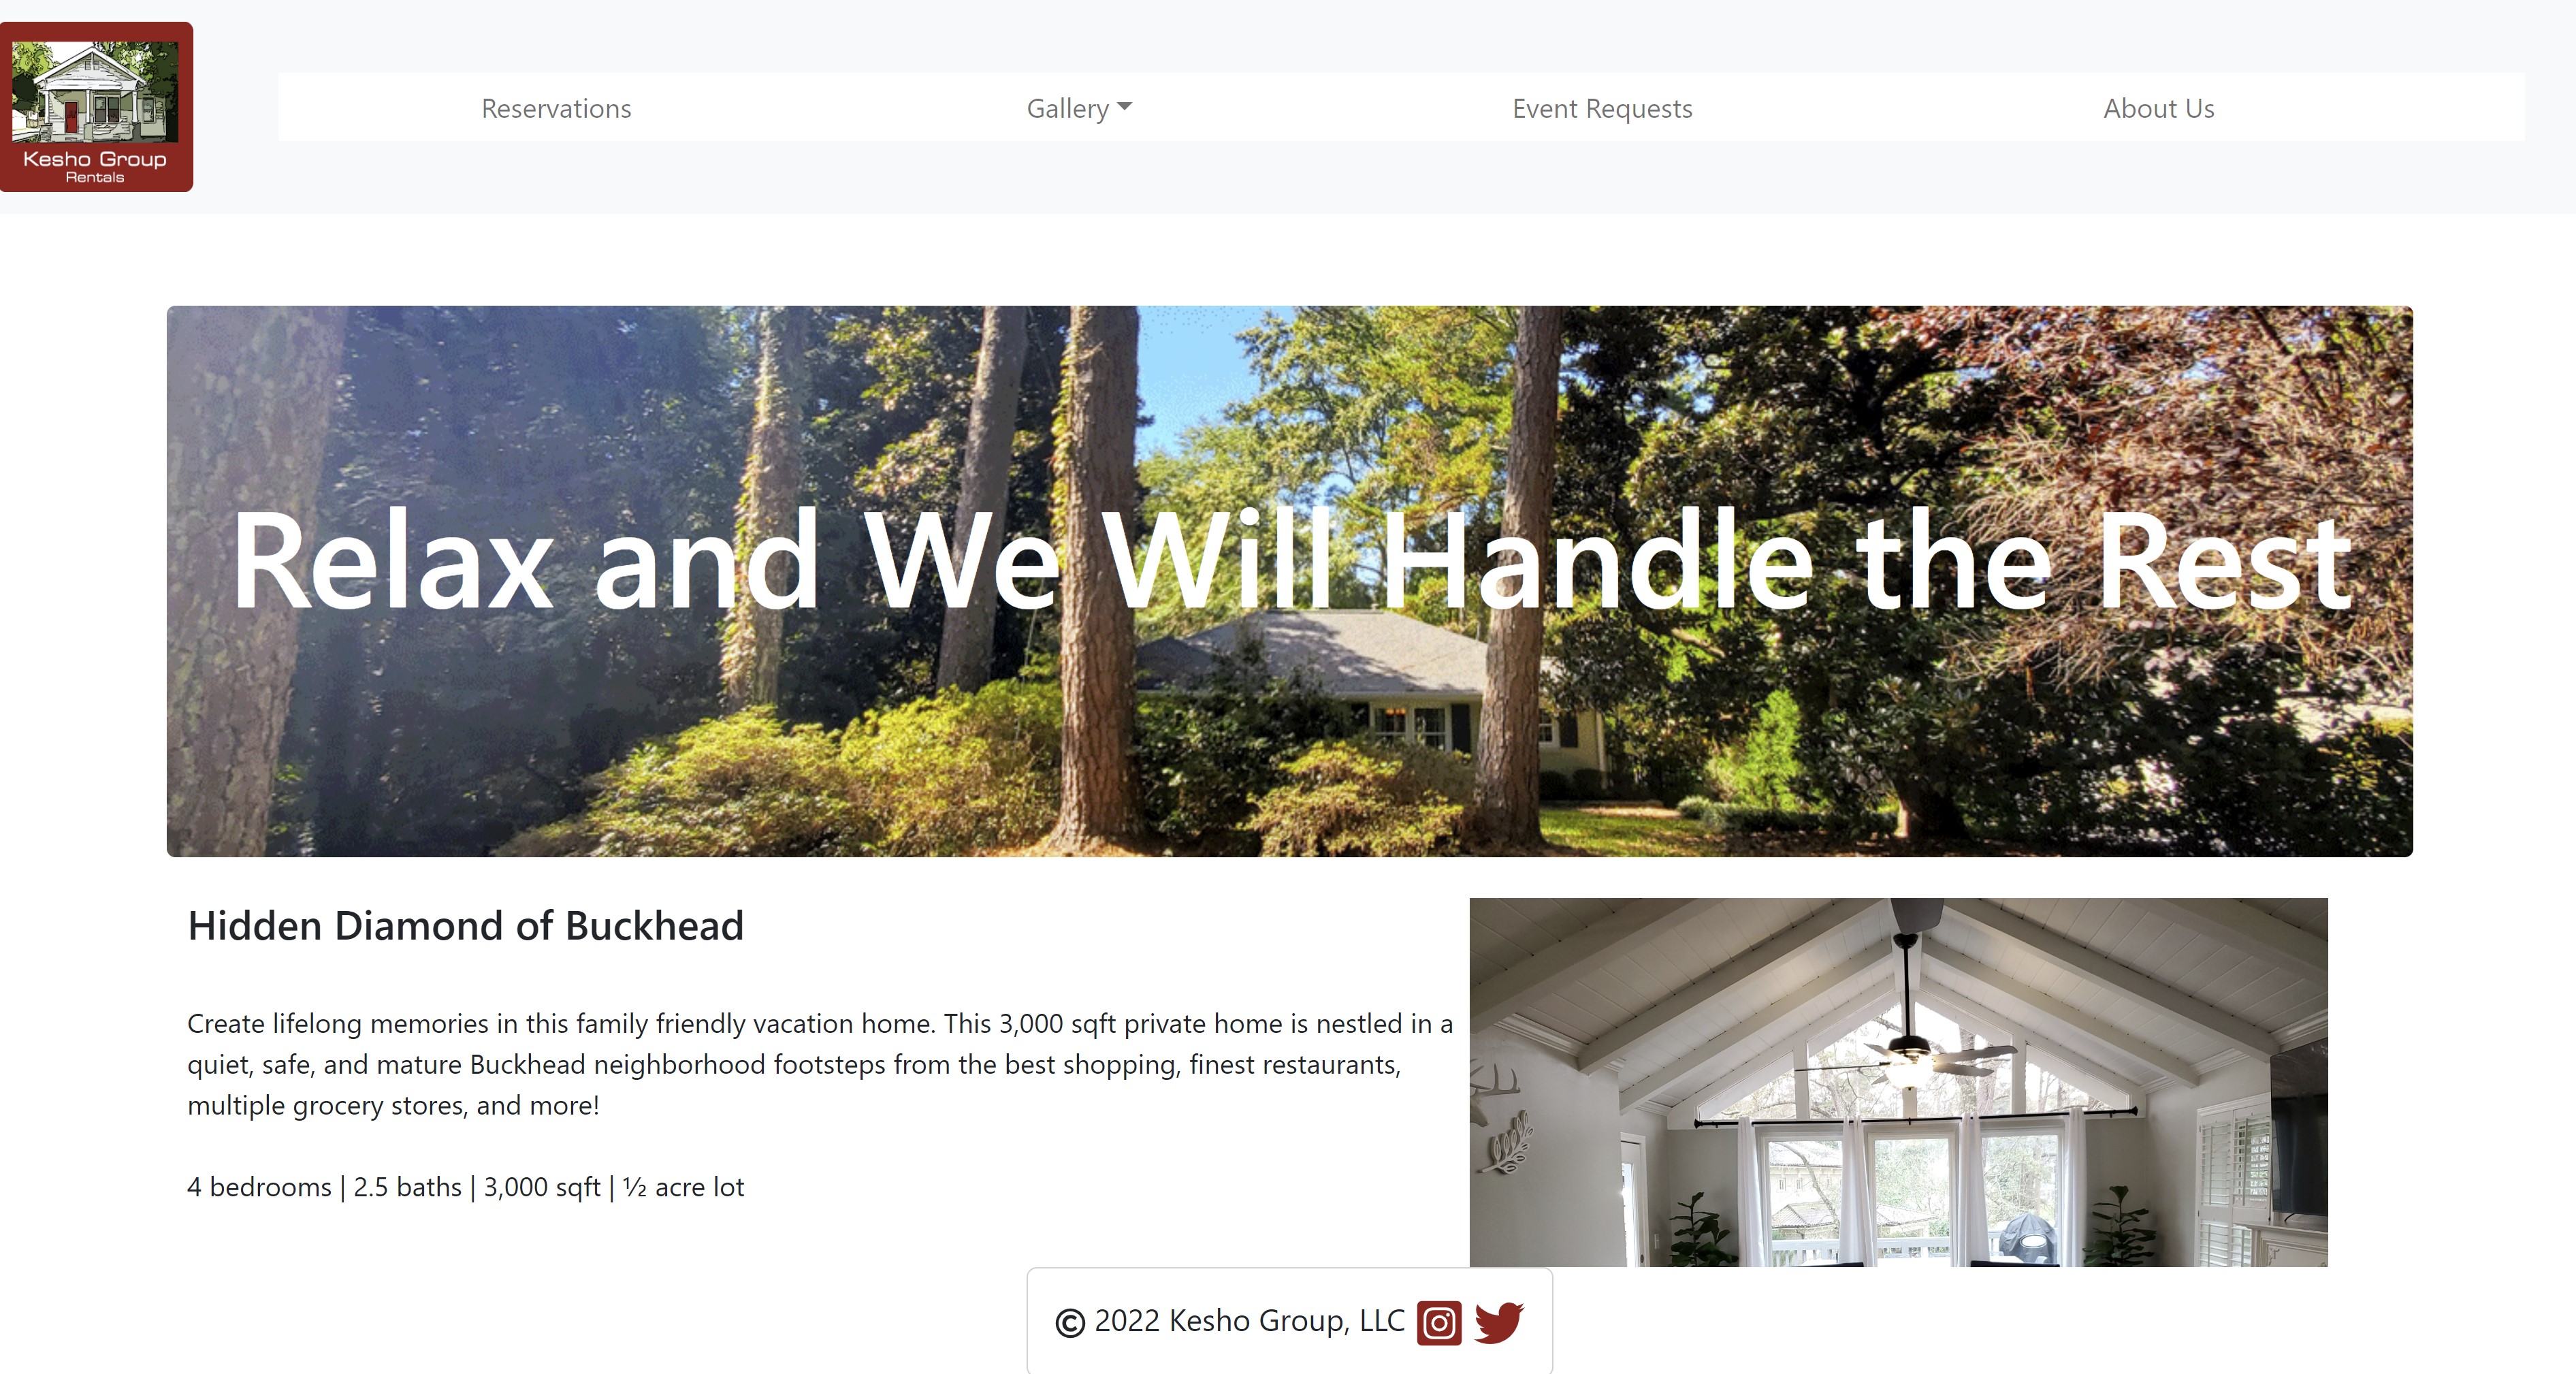 Kesho Group
Rentals
Reservations
Gallery
Event Requests
About Us
Relax and We Will Handle the Rest
Hidden Diamond of Buckhead
Create lifelong memories in this family friendly vacation home. This 3,000 sqft private home is nestled in a
quiet, safe, and mature Buckhead neighborhood footsteps from the best shopping, finest restaurants,
multiple grocery stores, and more!
4 bedrooms | 2.5 baths | 3,000 sqft | ½ acre lot
© 2022 Kesho Group, LLC